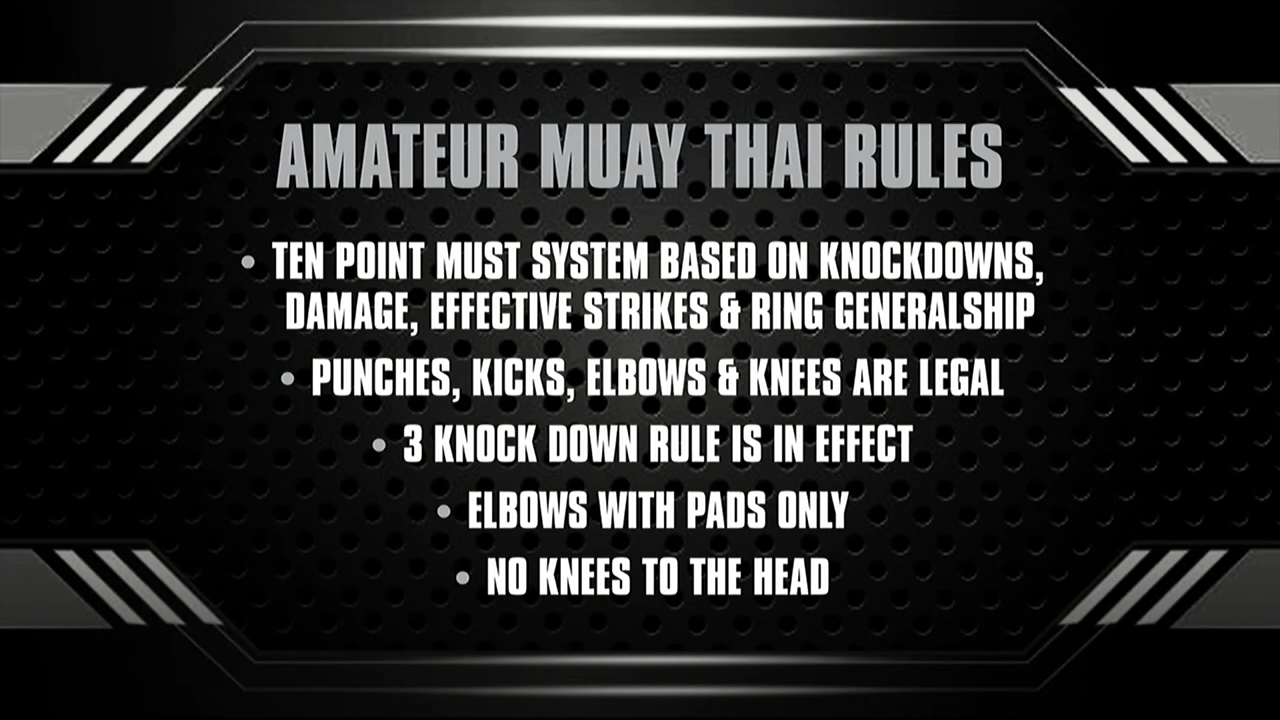 AMATEUR MUAY THAI RULES
• TEN POINT MUST SYSTEM BASED ON KNOCKDOWNS,
DAMAGE, EFFECTIVE STRIKES & RING GENERALSHIP
• PUNCHES, KICKS, ELBOWS & KNEES ARE LEGAL
• 3 KNOCK DOWN RULE IS IN EFFECT
• ELBOWS WITH PADS ONLY
• NO KNEES TO THE HEAD